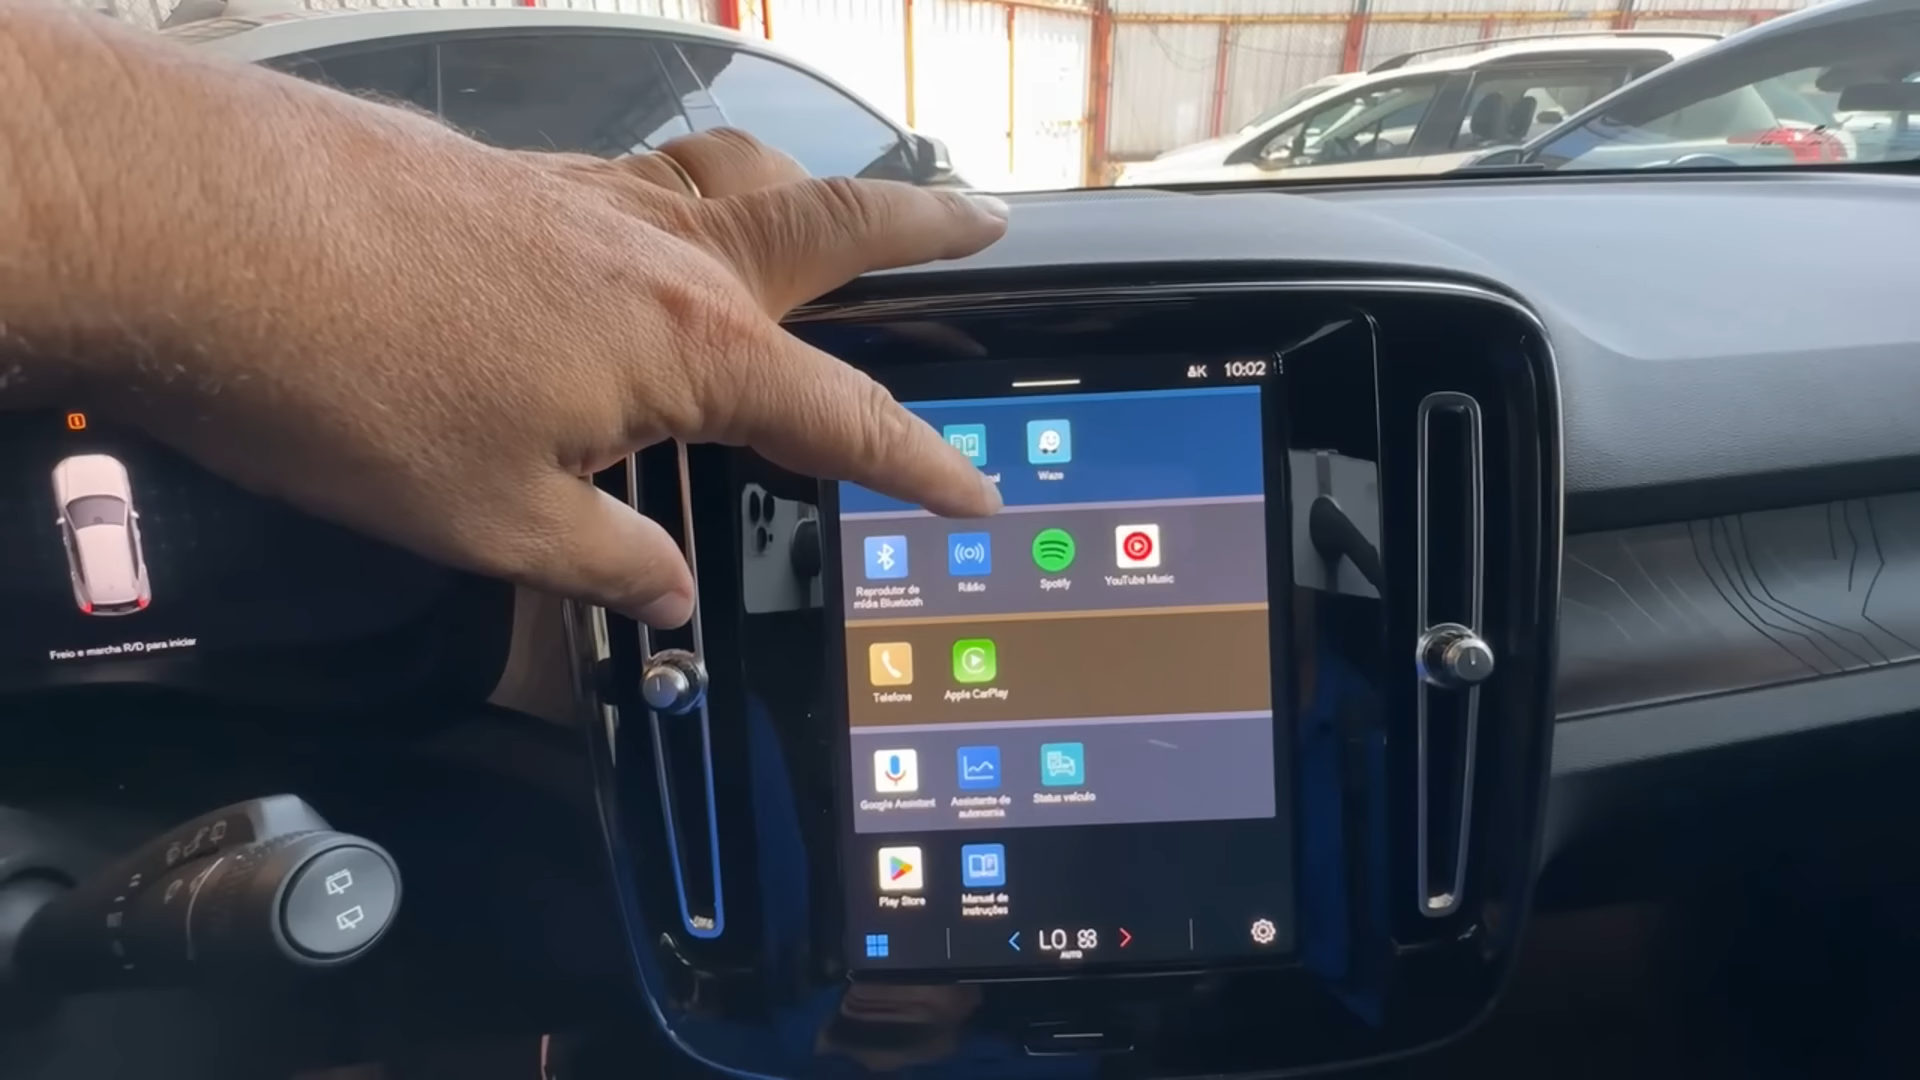 10:02
Waze
Reprodutor de
mídia Bluetooth
Rádio
Spotify
YouTube Music
Telefone
Apple CarPlay
Google Assistant
Assistente de
autonomia
Status veículo
Play Store
Manual de
instruções
LO
AUTO
Freio e marcha R/D para iniciar